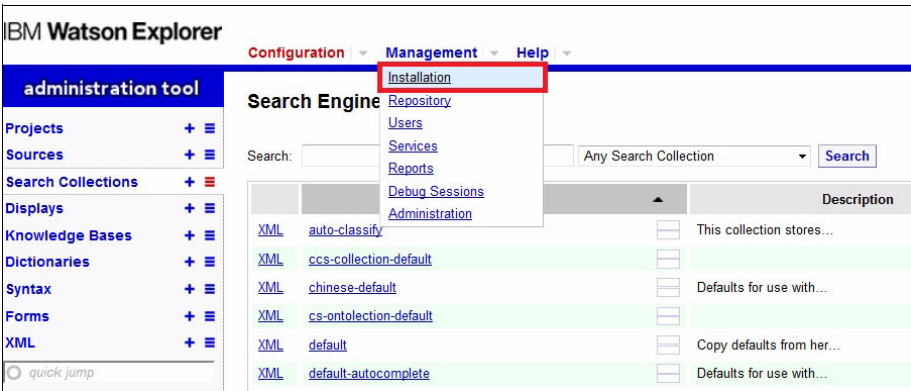 IBM Watson Explorer
Configuration Management Help
administration tool
Installation
Search Engine
Repository
Projects
Users
Sources
Services
Search:
Any Search Collection
Search
Reports
Search Collections
Debug Sessions
Displays
Administration
Description
Knowledge Bases
XML auto-classify This collection stores...
Dictionaries
XML ccs-collection-default
Syntax
XML chinese-default Defaults for use with...
Forms
XML cs-ontolection-default
XML
XML default Copy defaults from her...
quick jump
XML default-autocomplete Defaults for use with...